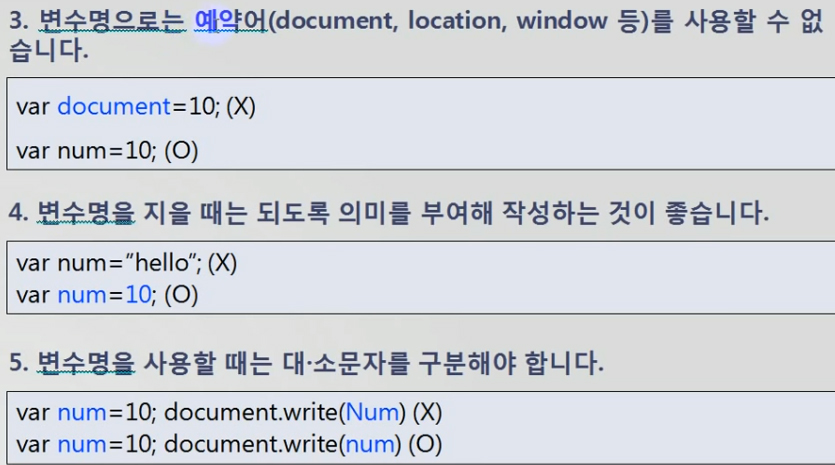 3. 변수명으로는 예약어(document, location, window 등)를 사용할 수 없
습니다.
var document=10; (X)
var num=10; (O)
4. 변수명을 지을 때는 되도록 의미를 부여해 작성하는 것이 좋습니다.
var num=”hello”; (X)
var num=10; (O)
5. 변수명을 사용할 때는 대·소문자를 구분해야 합니다.
var num=10; document.write(Num) (X)
var num=10; document.write(num) (O)